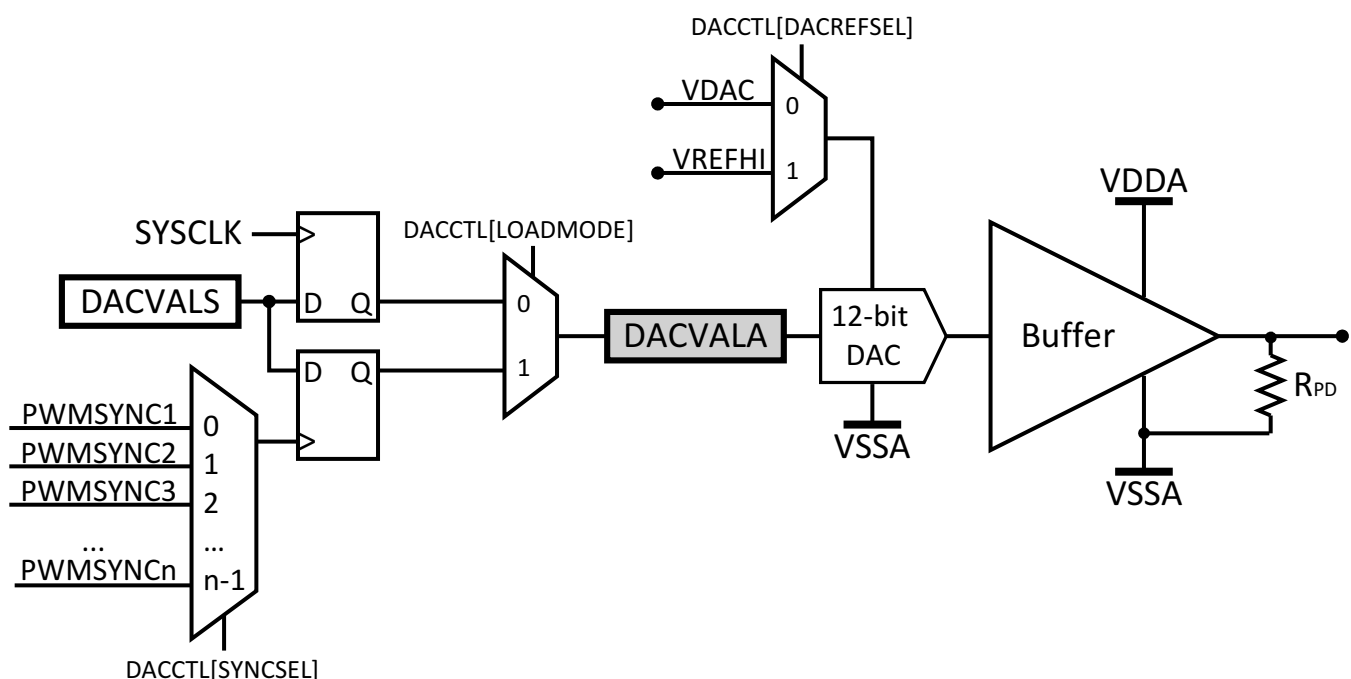 DACCTL[DACREFSEL]
VDAC
0
VREFHI
1
VDDA
SYSCLK
DACCTL[LOADMODE]
DACVALS
D Q
0
DACVALA
12-bit
DAC
Buffer
D Q
1
RPD
PWMSYNC1
0
VSSA
PWMSYNC2
1
PWMSYNC3
2
VSSA
...
...
PWMSYNCn
n-1
DACCTL[SYNCSEL]